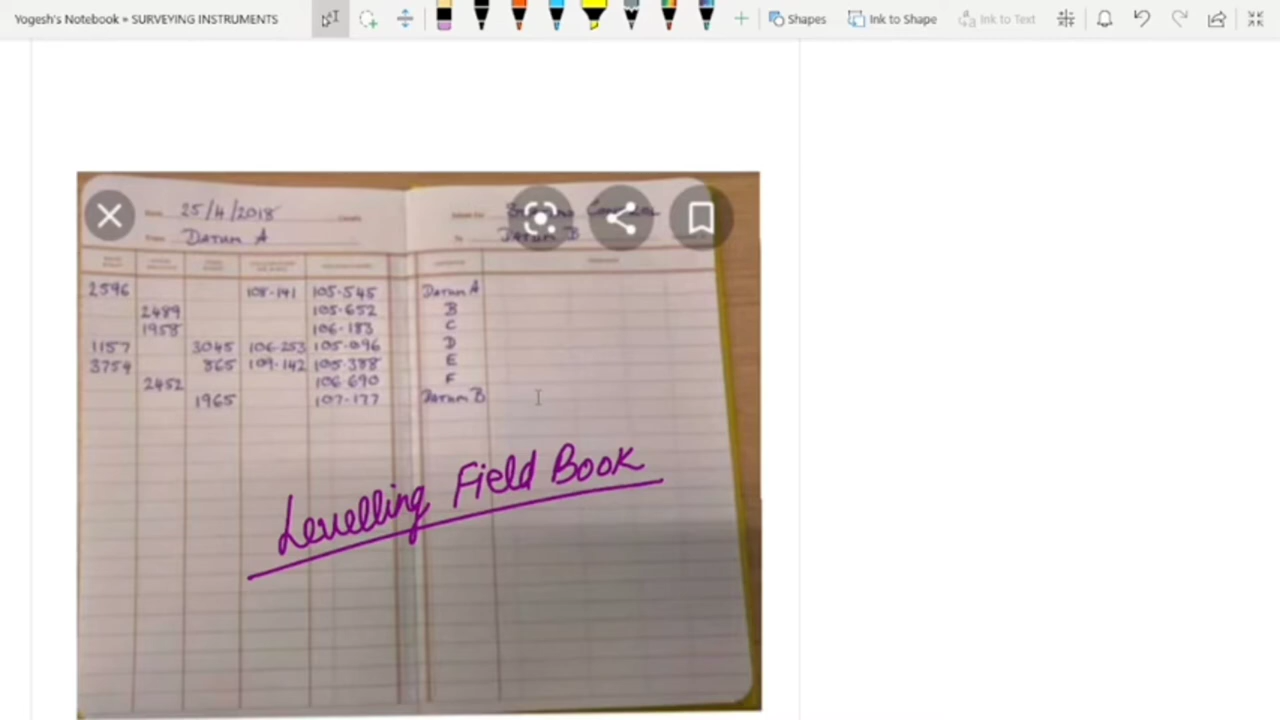 Yogesh's Notebook » SURVEYING INSTRUMENTS
Shapes
Ink to Shape
Ink to Text
25/4/2018
DATUM A
DATUM B
2596 108.141 105.545 DATUM A
2489 105.652 B
1958 106.183 C
1157 3045 106.253 105.096 D
3754 865 109.142 105.388 E
2452 106.690 F
1965 107.177 DATUM B
Levelling Field Book